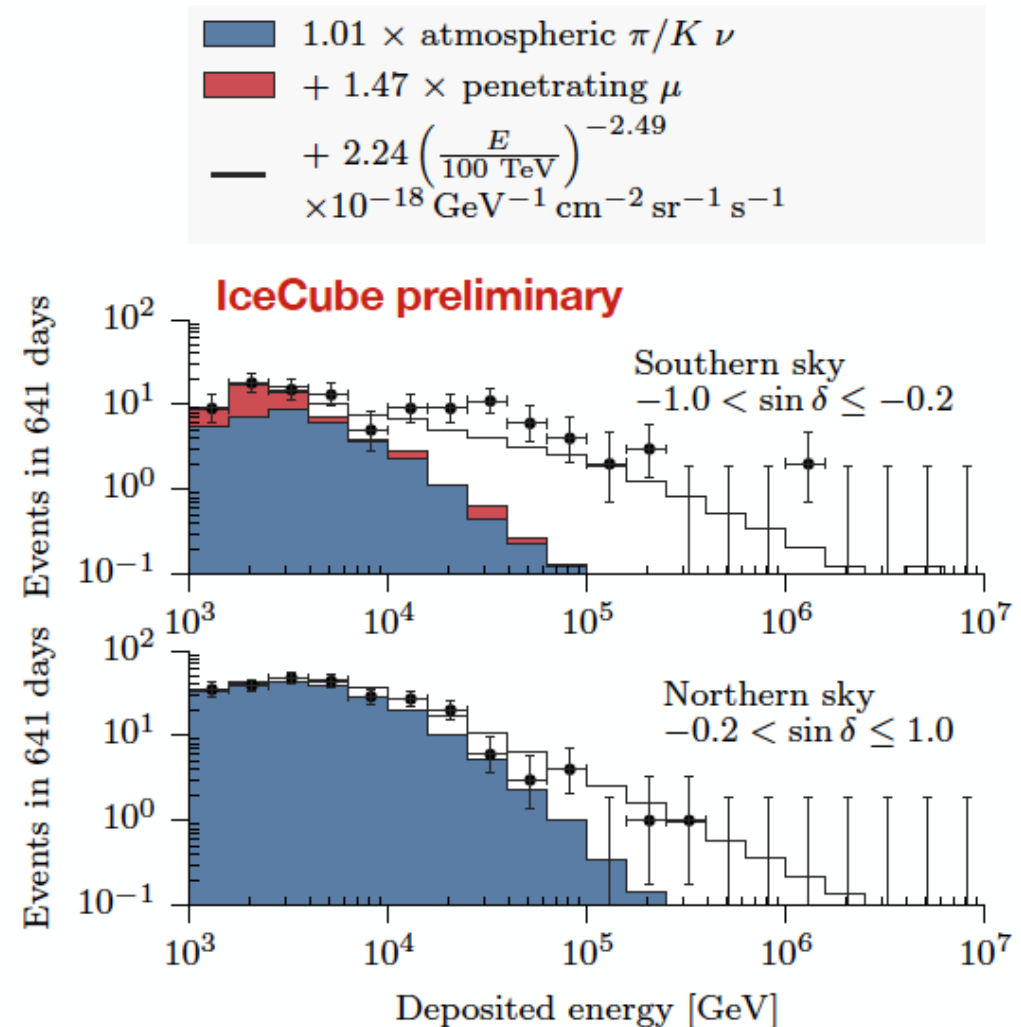 1.01 × atmospheric π/K ν
+ 1.47 × penetrating μ
+ 2.24 (E/100 TeV)^−2.49
×10^−18 GeV^−1 cm^−2 sr^−1 s^−1
IceCube preliminary
Events in 641 days
10^2
10^1
10^0
10^−1
Southern sky
−1.0 < sin δ ≤ −0.2
10^3 10^4 10^5 10^6 10^7
Events in 641 days
10^2
10^1
10^0
10^−1
Northern sky
−0.2 < sin δ ≤ 1.0
10^3 10^4 10^5 10^6 10^7
Deposited energy [GeV]